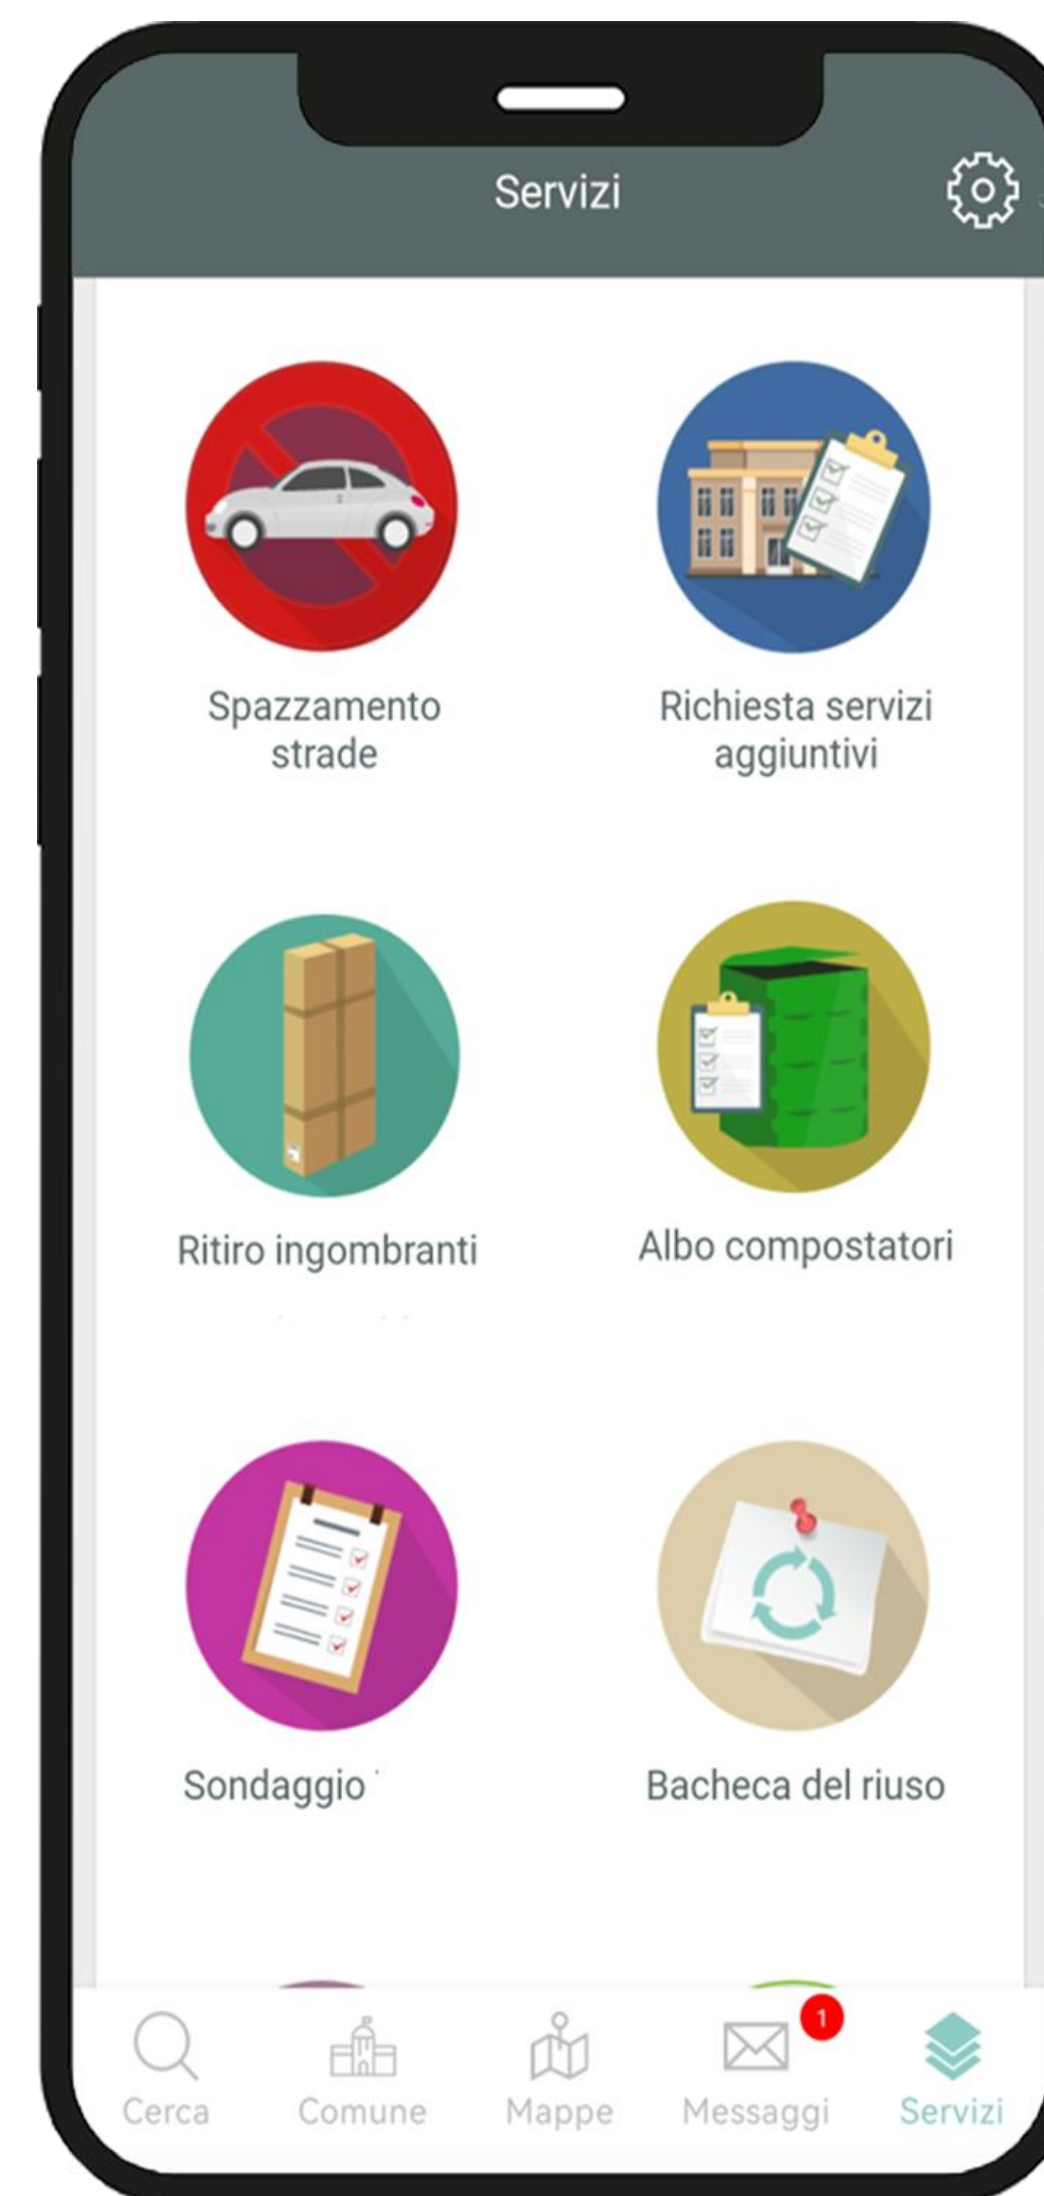 Servizi
Spazzamento
strade
Richiesta servizi
aggiuntivi
Ritiro ingombranti
Albo compostatori
Sondaggio
Bacheca del riuso
1
Cerca
Comune
Mappe
Messaggi
Servizi